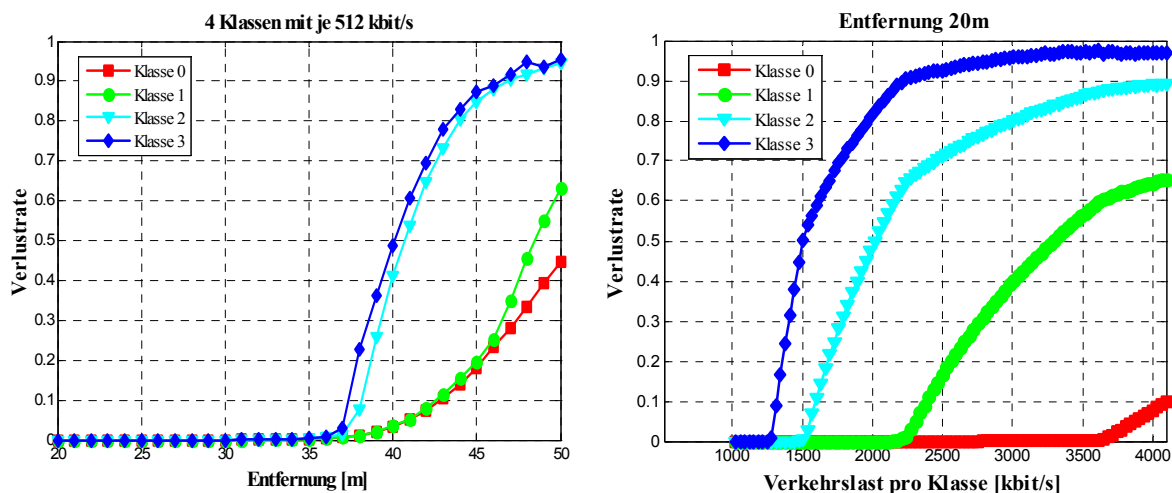 4 Klassen mit je 512 kbit/s
Verlustrate
1
0.9
0.8
0.7
0.6
0.5
0.4
0.3
0.2
0.1
0
Klasse 0
Klasse 1
Klasse 2
Klasse 3
20 25 30 35 40 45 50
Entfernung [m]
Entfernung 20m
Verlustrate
1
0.9
0.8
0.7
0.6
0.5
0.4
0.3
0.2
0.1
0
Klasse 0
Klasse 1
Klasse 2
Klasse 3
1000 1500 2000 2500 3000 3500 4000
Verkehrslast pro Klasse [kbit/s]